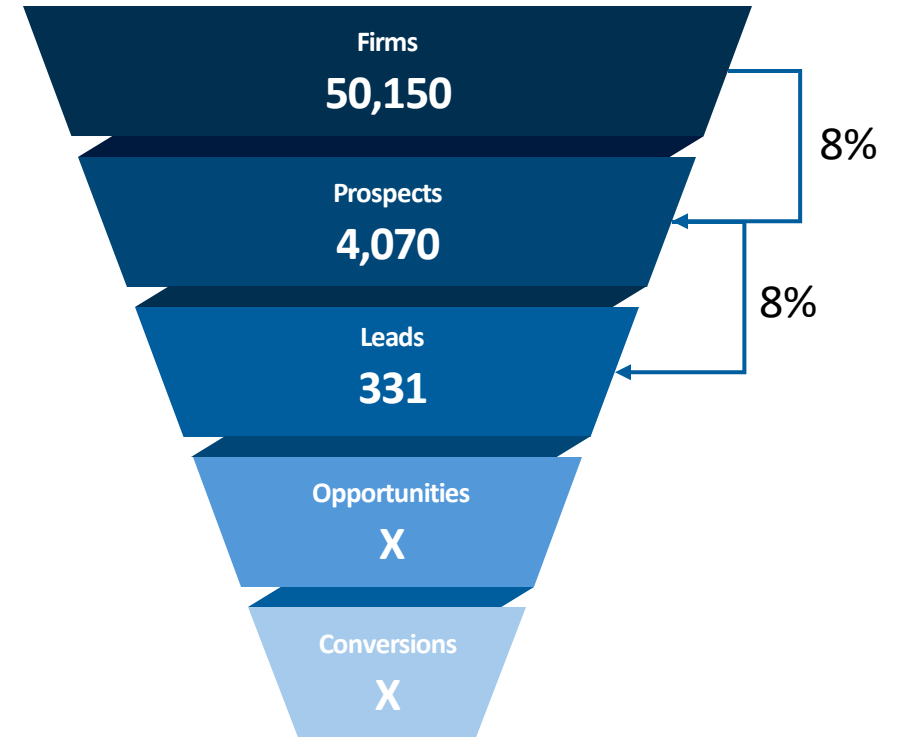 Firms
50,150
8%
Prospects
4,070
8%
Leads
331
Opportunities
X
Conversions
X